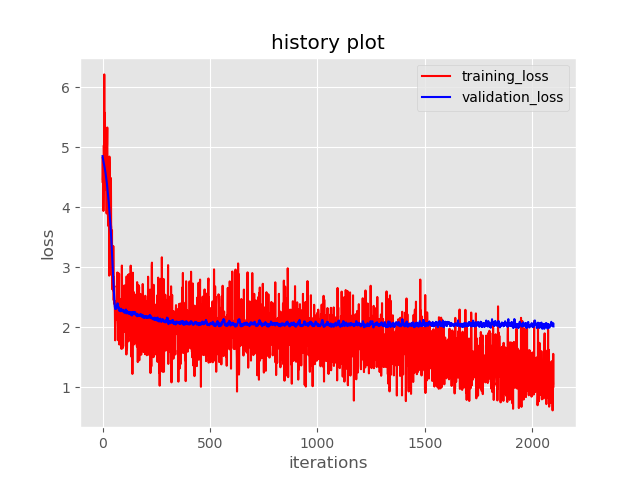 history plot
training_loss
validation_loss
6
5
4
3
2
1
loss
0
500
1000
1500
2000
iterations